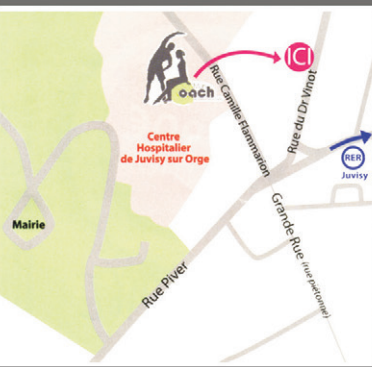 ICI
oach
Rue Camille Flammarion
Rue du Dr Vinot
Centre
Hospitalier
de Juvisy sur Orge
RER
Juvisy
Mairie
Rue Piver
Grande Rue (rue piétonne)